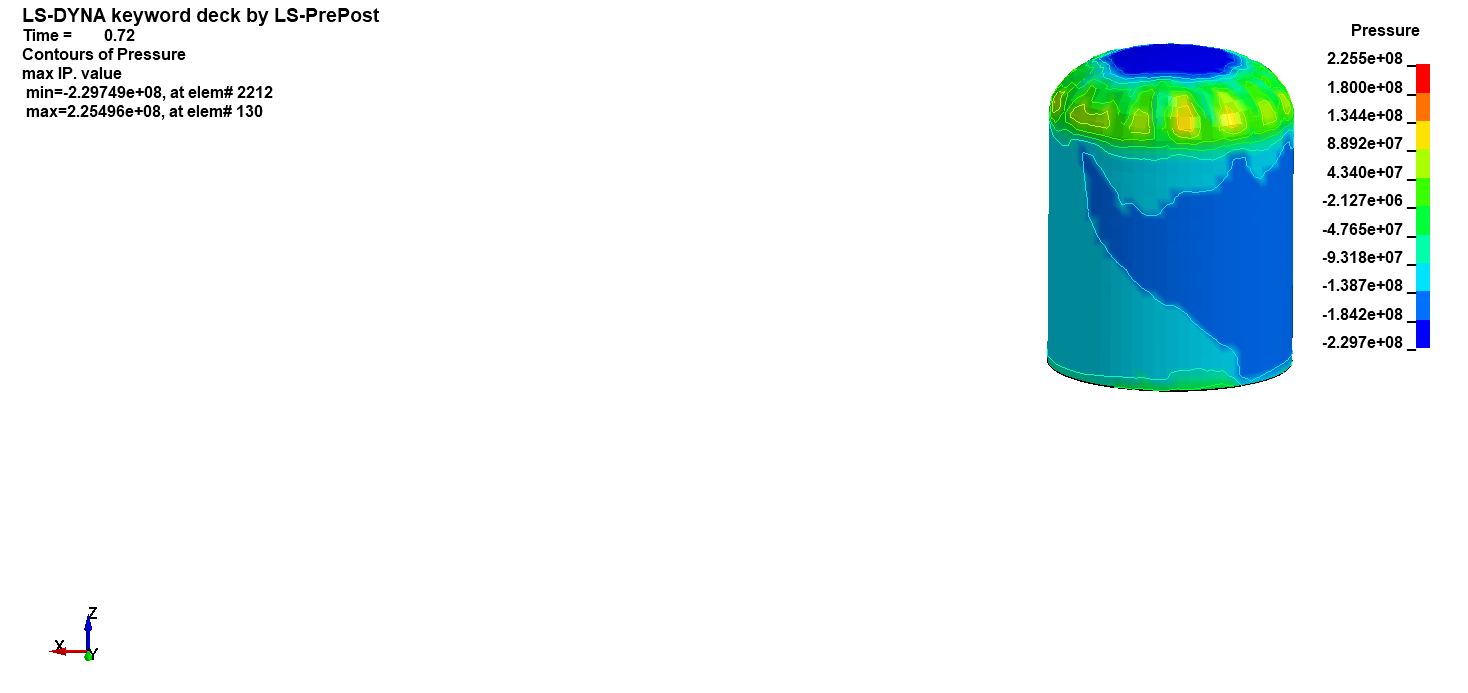 LS-DYNA keyword deck by LS-PrePost
Time =       0.72
Contours of Pressure
max IP. value
min=-2.29749e+08, at elem# 2212
max=2.25496e+08, at elem# 130
Pressure
2.255e+08
1.800e+08
1.344e+08
8.892e+07
4.340e+07
-2.127e+06
-4.765e+07
-9.318e+07
-1.387e+08
-1.842e+08
-2.297e+08
Z
X
Y